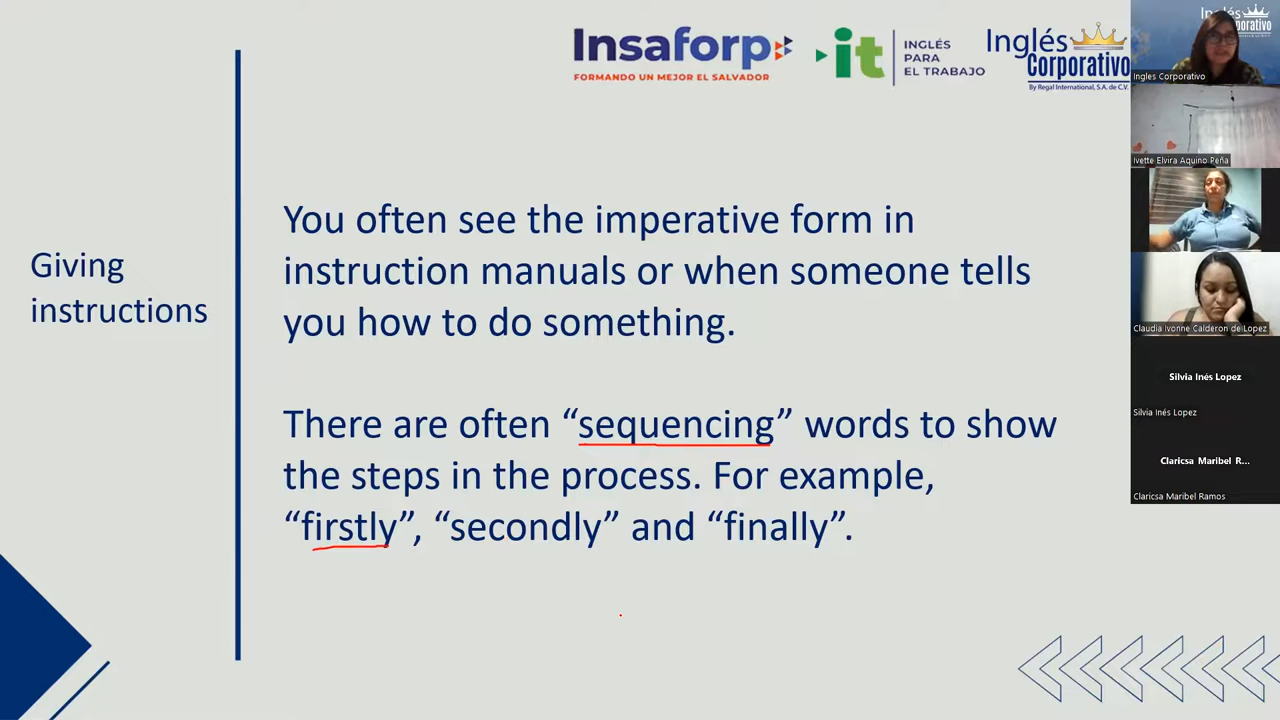 Insaforp
FORMANDO UN MEJOR EL SALVADOR
it
INGLÉS
PARA
EL TRABAJO
Inglés
Corporativo
By Regal International, S.A. de C.V.
Giving
instructions
You often see the imperative form in
instruction manuals or when someone tells
you how to do something.
There are often “sequencing” words to show
the steps in the process. For example,
“firstly”, “secondly” and “finally”.
Ingles Corporativo
Ivette Elvira Aquino Peña
Claudia Ivonne Calderon de Lopez
Silvia Inés Lopez
Silvia Inés Lopez
Claricsa Maribel R...
Claricsa Maribel Ramos